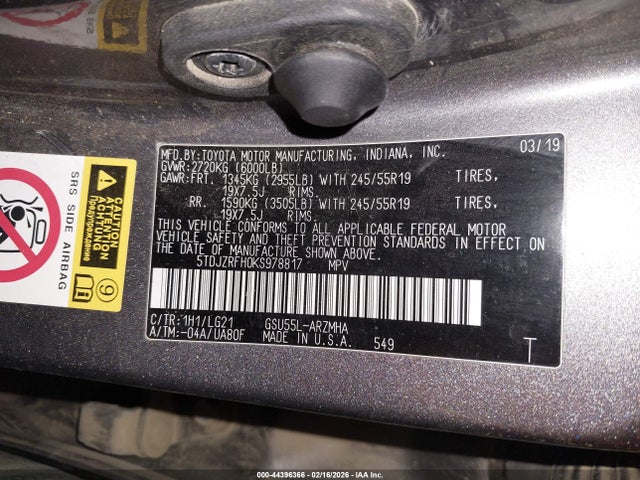 MFD.BY:TOYOTA MOTOR MANUFACTURING, INDIANA, INC. 03/19
GVWR:2720KG (6000LB)
GAWR:FRT. 1345KG (2955LB) WITH 245/55R19 TIRES,
19X7.5J RIMS,
RR. 1590KG (3505LB) WITH 245/55R19 TIRES,
19X7.5J RIMS.
THIS VEHICLE CONFORMS TO ALL APPLICABLE FEDERAL MOTOR
VEHICLE SAFETY AND THEFT PREVENTION STANDARDS IN EFFECT ON
THE DATE OF MANUFACTURE SHOWN ABOVE.
5TDJZRFH0KS978817 MPV
C/TR:1H1/LG21 GSU55L-ARZMHA
A/TM:-04A/UA80F MADE IN U.S.A. 549 T
SRS SIDE AIRBAG
CAUTION
ATTENTION
Предупреждение
9
000-44396366 - 02/16/2026 - IAA Inc.